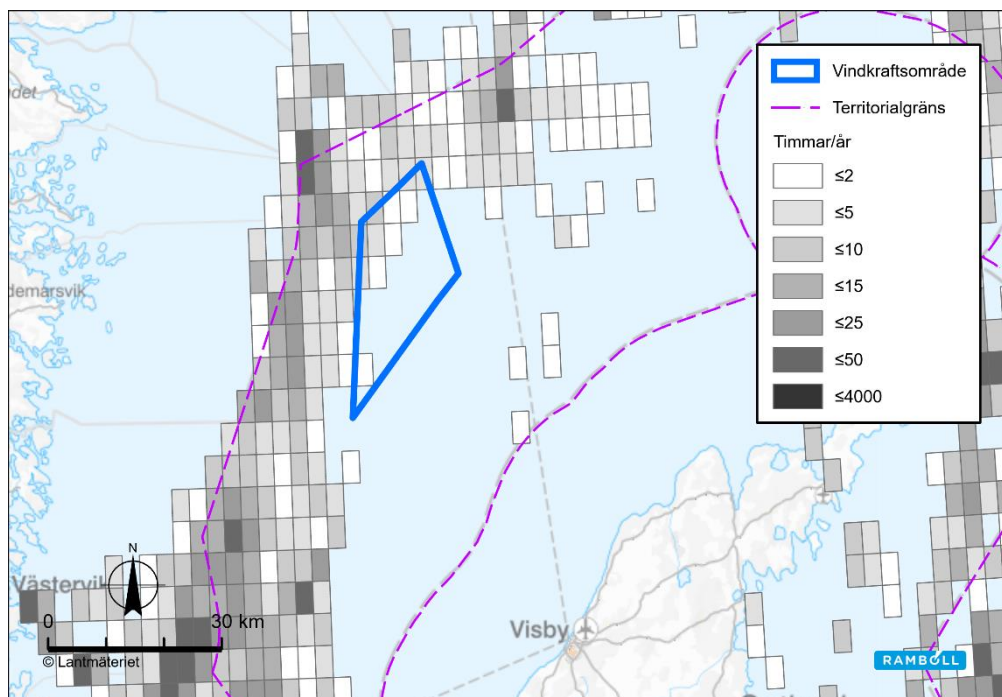 det
demarsvik
Västervik
N
0 30 km
© Lantmäteriet
Visby
Vindkraftsområde
Territorialgräns
Timmar/år
≤2
≤5
≤10
≤15
≤25
≤50
≤4000
RAMBOLL